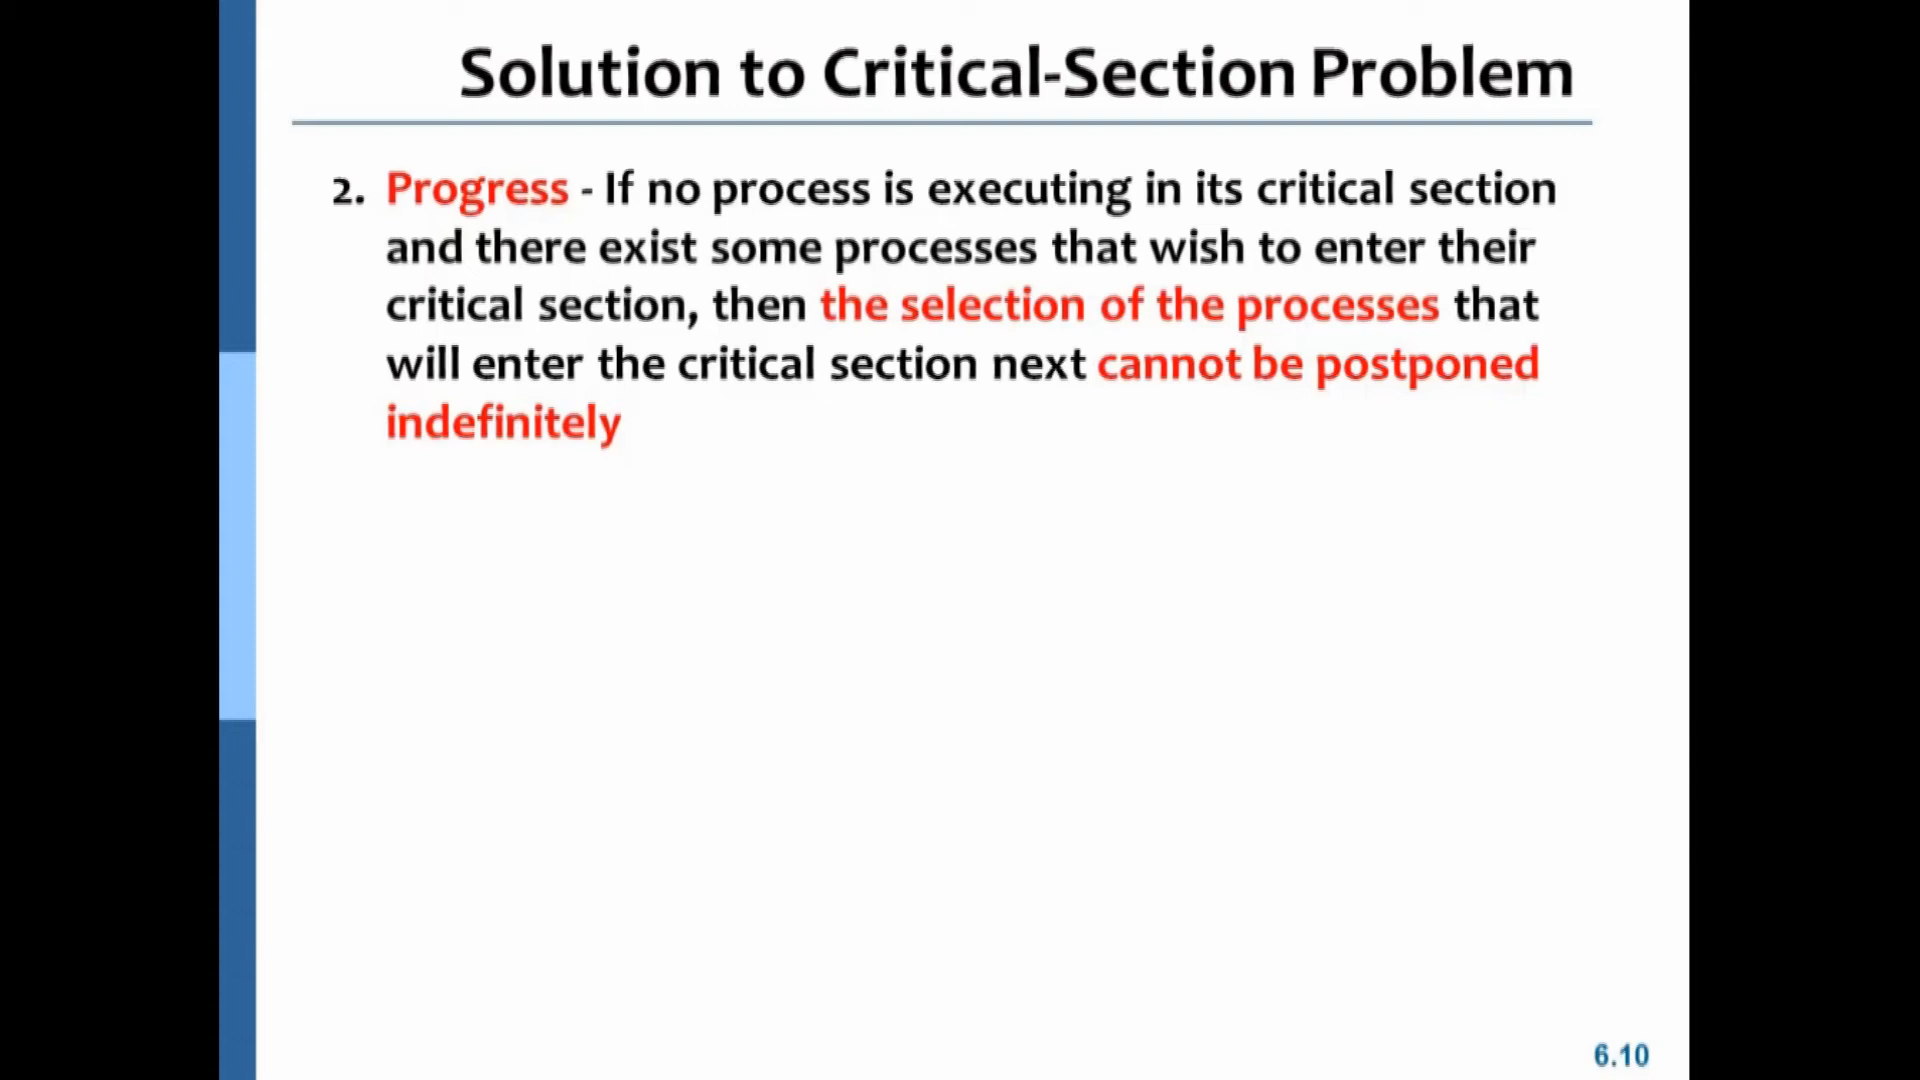 Solution to Critical-Section Problem
2. Progress - If no process is executing in its critical section
and there exist some processes that wish to enter their
critical section, then the selection of the processes that
will enter the critical section next cannot be postponed
indefinitely
6.10